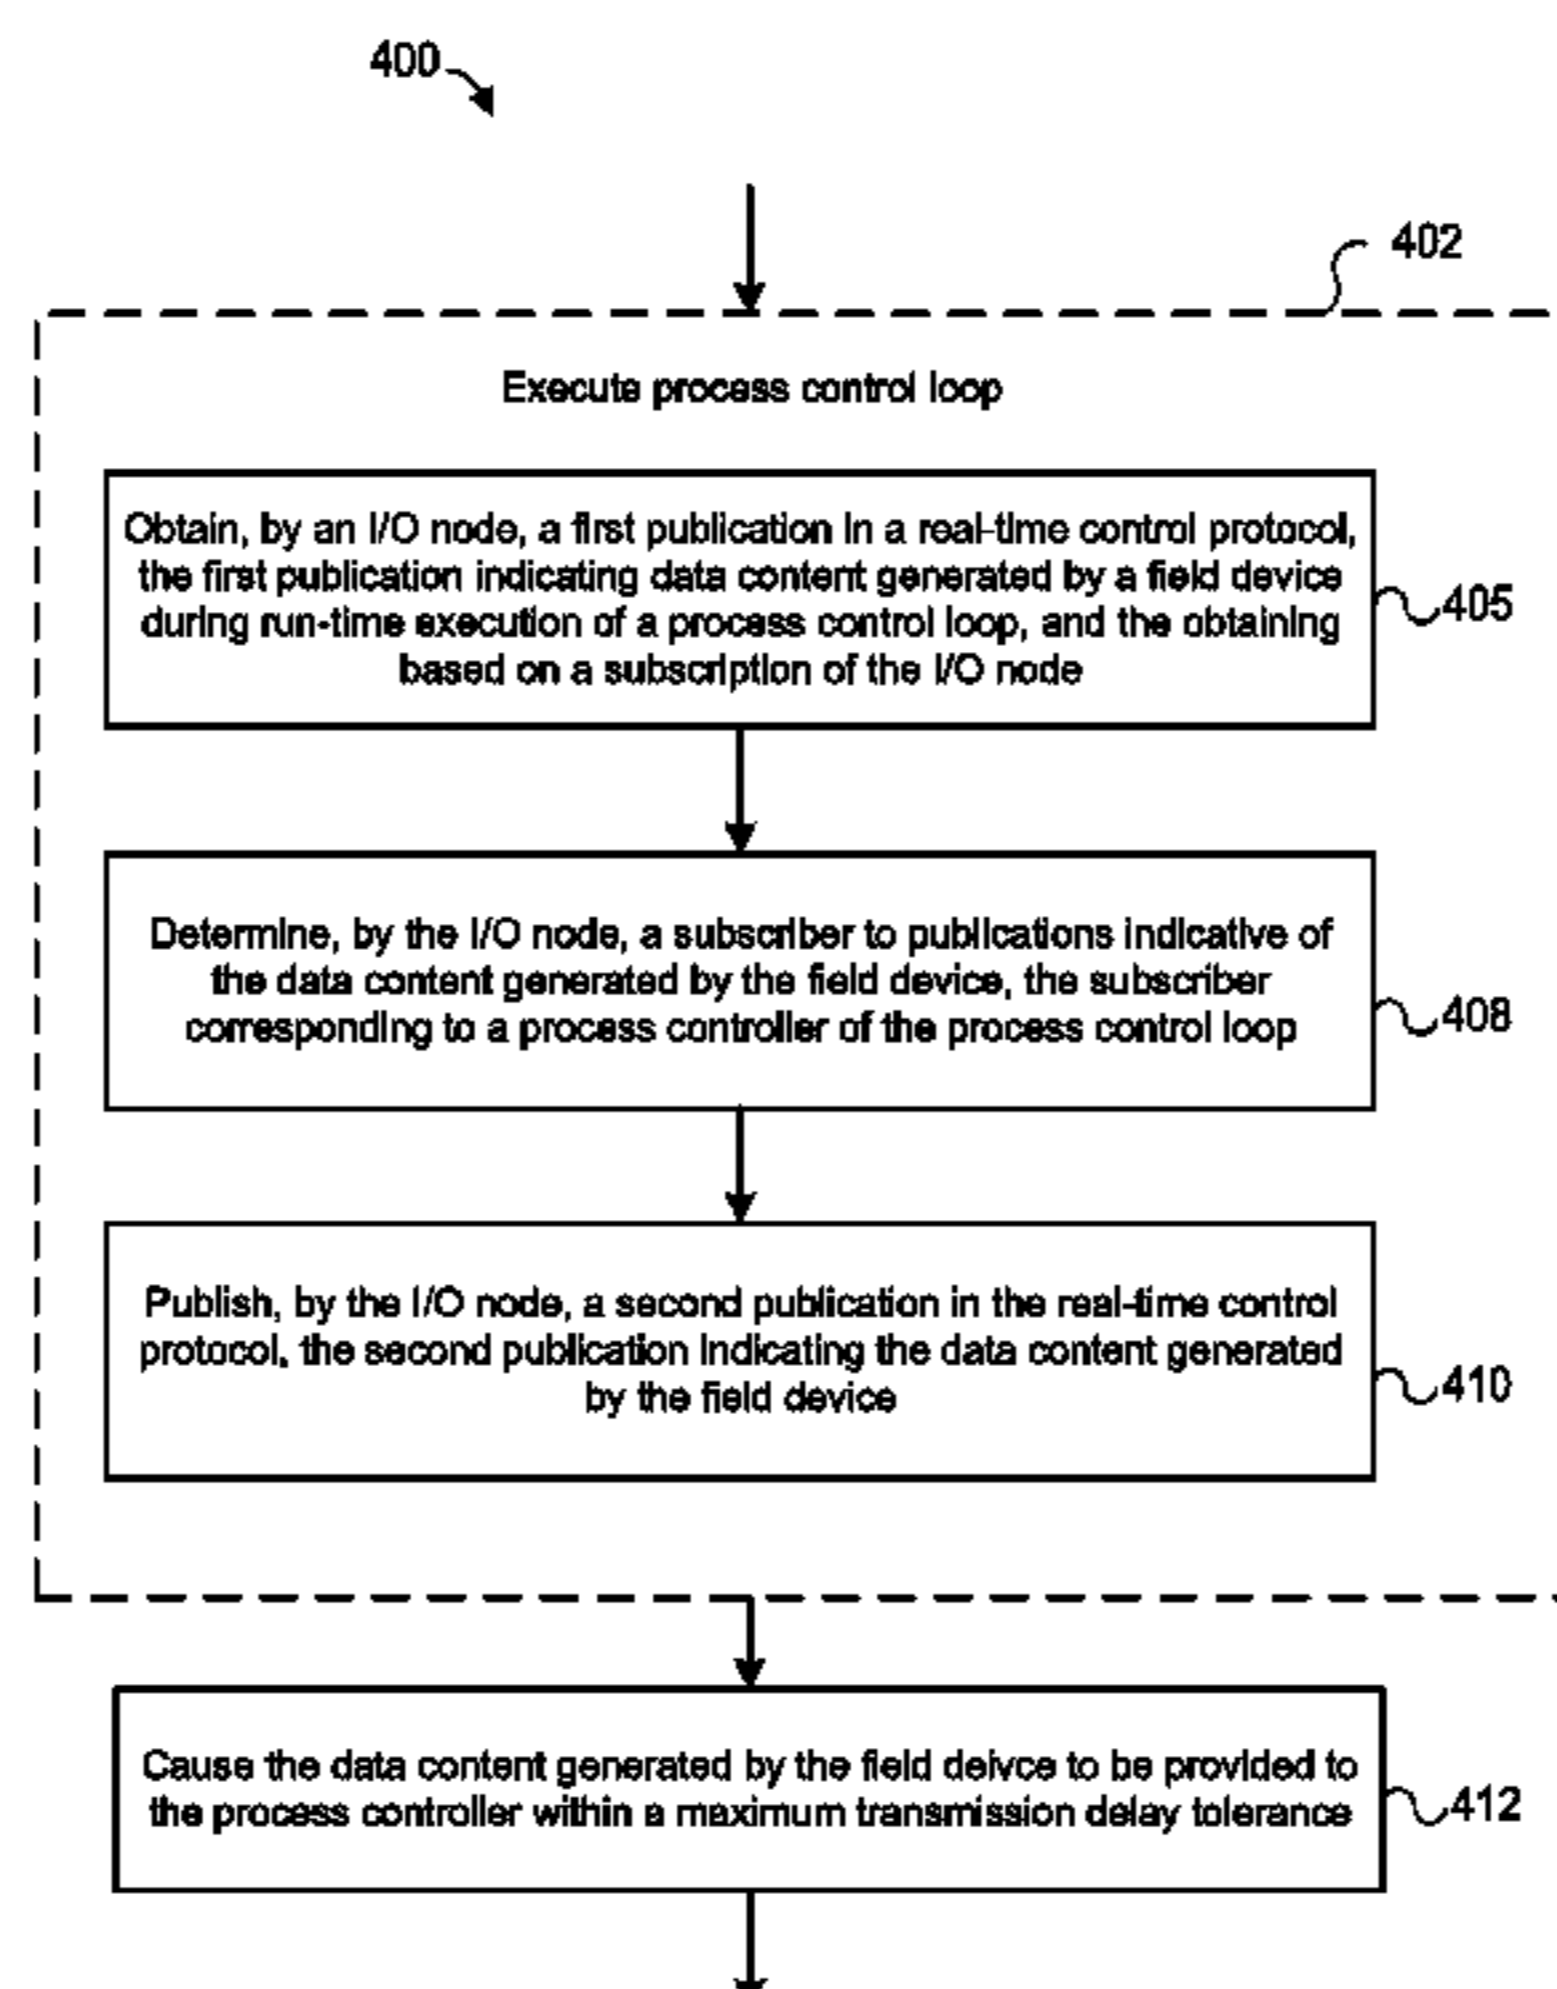 400
402
Execute process control loop
Obtain, by an I/O node, a first publication in a real-time control protocol,
the first publication indicating data content generated by a field device
during run-time execution of a process control loop, and the obtaining
based on a subscription of the I/O node
405
Determine, by the I/O node, a subscriber to publications indicative of
the data content generated by the field device, the subscriber
corresponding to a process controller of the process control loop
408
Publish, by the I/O node, a second publication in the real-time control
protocol, the second publication indicating the data content generated
by the field device
410
Cause the data content generated by the field deivce to be provided to
the process controller within a maximum transmission delay tolerance
412